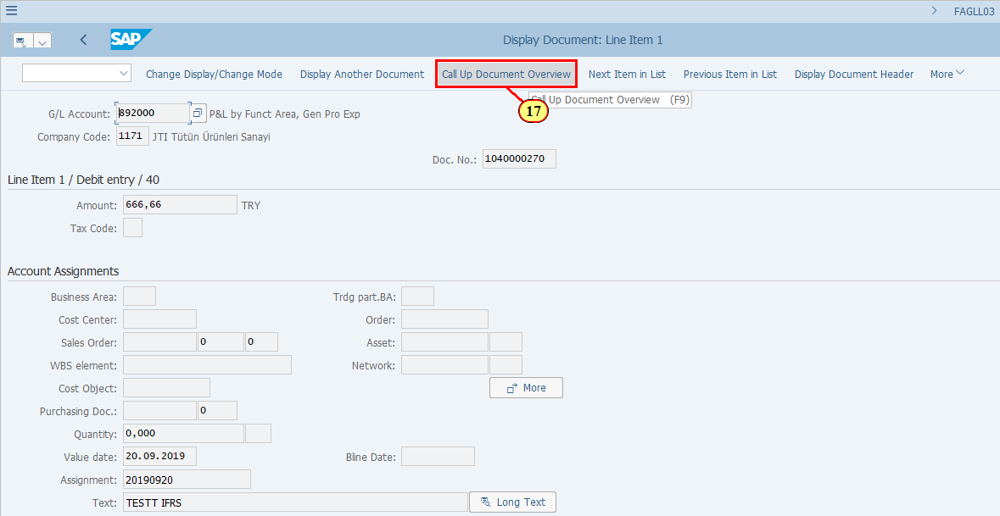 FAGLL03
SAP Display Document: Line Item 1
Change Display/Change Mode Display Another Document Call Up Document Overview Next Item in List Previous Item in List Display Document Header More
Call Up Document Overview (F9)
17
G/L Account: 892000 P&L by Funct Area, Gen Pro Exp
Company Code: 1171 JTI Tütün Ürünleri Sanayi
Doc. No.: 1040000270
Line Item 1 / Debit entry / 40
Amount: 666,66 TRY
Tax Code:
Account Assignments
Business Area: Trdg part.BA:
Cost Center: Order:
Sales Order: 0 0 Asset:
WBS element: Network:
Cost Object: More
Purchasing Doc.: 0
Quantity: 0,000
Value date: 20.09.2019 Bline Date:
Assignment: 20190920
Text: TESTT IFRS Long Text